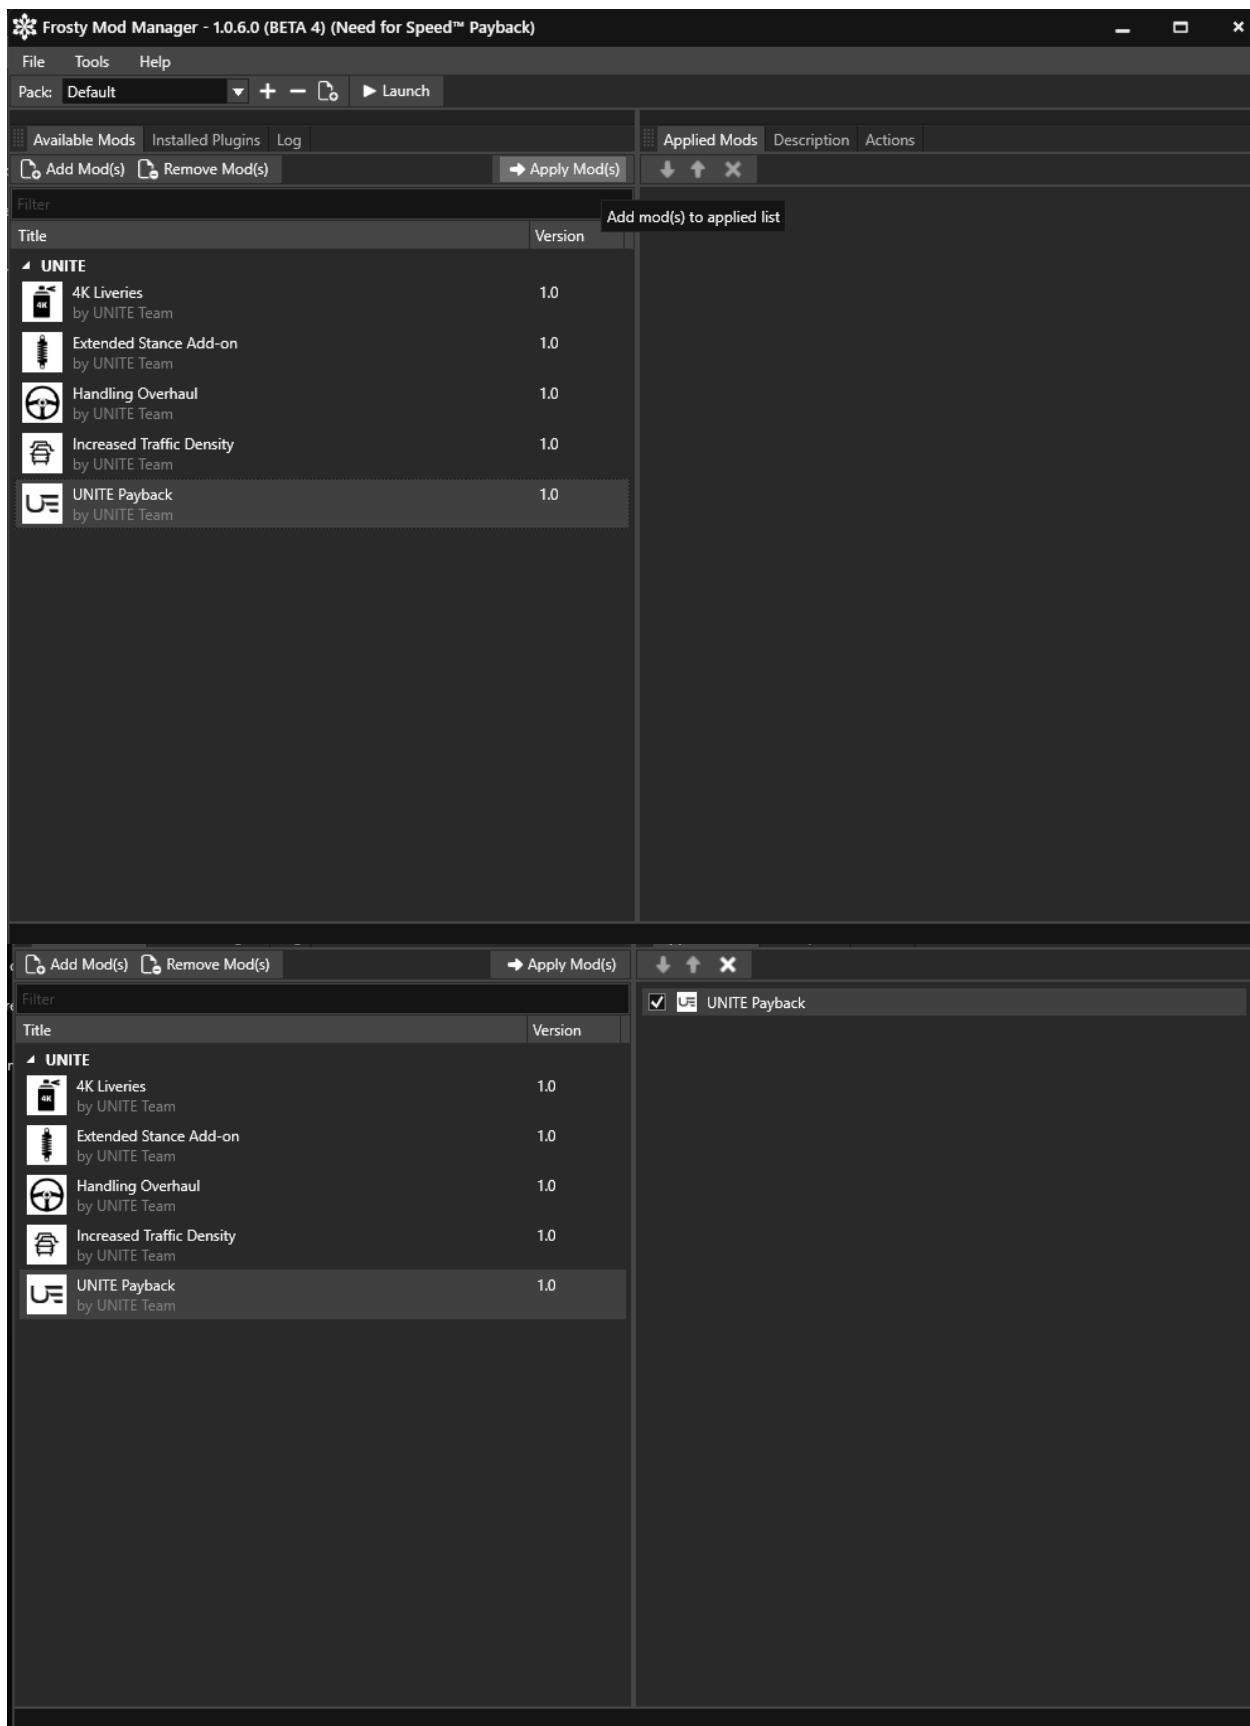 Frosty Mod Manager - 1.0.6.0 (BETA 4) (Need for Speed™ Payback)
File Tools Help
Pack: Default Launch
Available Mods Installed Plugins Log Applied Mods Description Actions
Add Mod(s) Remove Mod(s) Apply Mod(s)
Filter
Add mod(s) to applied list
Title Version
UNITE
4K Liveries 1.0
by UNITE Team
4K
Extended Stance Add-on 1.0
by UNITE Team
Handling Overhaul 1.0
by UNITE Team
Increased Traffic Density 1.0
by UNITE Team
UNITE Payback 1.0
by UNITE Team
Add Mod(s) Remove Mod(s) Apply Mod(s)
Filter
UNITE Payback
Title Version
UNITE
4K Liveries 1.0
by UNITE Team
4K
Extended Stance Add-on 1.0
by UNITE Team
Handling Overhaul 1.0
by UNITE Team
Increased Traffic Density 1.0
by UNITE Team
UNITE Payback 1.0
by UNITE Team